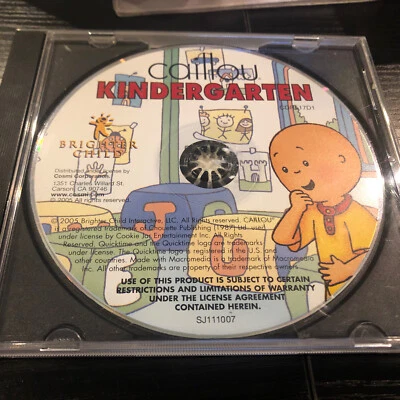 caillou
KINDERGARTEN
BRIGHTER
CHILD
Distributed under license by
Cosmi Corporation.
1351 Charles Willard St.
Carson, CA 90746
www.cosmi.com
© 2005 All rights reserved.
© 2005 Brighter Child Interactive, LLC. All Rights reserved. CAILLOU
is a registered trademark of Chouette Publishing (1987) Ltd. used
under license by Cookie Jar Entertainment Inc. All Rights
Reserved. Quicktime and the Quicktime logo are trademarks
under license. The Quicktime logo is registered in the U.S. and
other countries. Made with Macromedia is a trademark of Macromedia
Inc. All other trademarks are property of their respective owners.
USE OF THIS PRODUCT IS SUBJECT TO CERTAIN
RESTRICTIONS AND LIMITATIONS OF WARRANTY
UNDER THE LICENSE AGREEMENT
CONTAINED HEREIN.
SJ111007